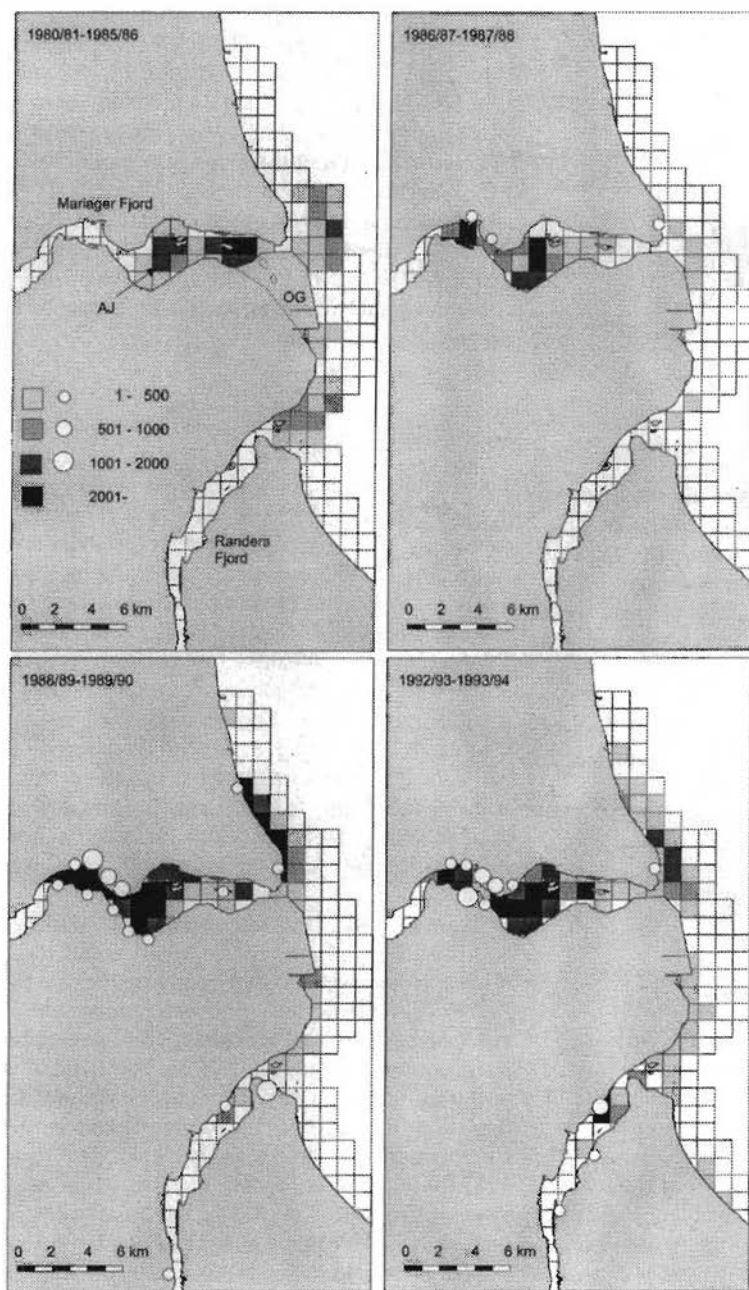 1980/81-1985/86
Mariager Fjord
AJ
OG
1 - 500
501 - 1000
1001 - 2000
2001-
Randers
Fjord
0 2 4 6 km
1986/87-1987/88
0 2 4 6 km
1988/89-1989/90
0 2 4 6 km
1992/93-1993/94
0 2 4 6 km